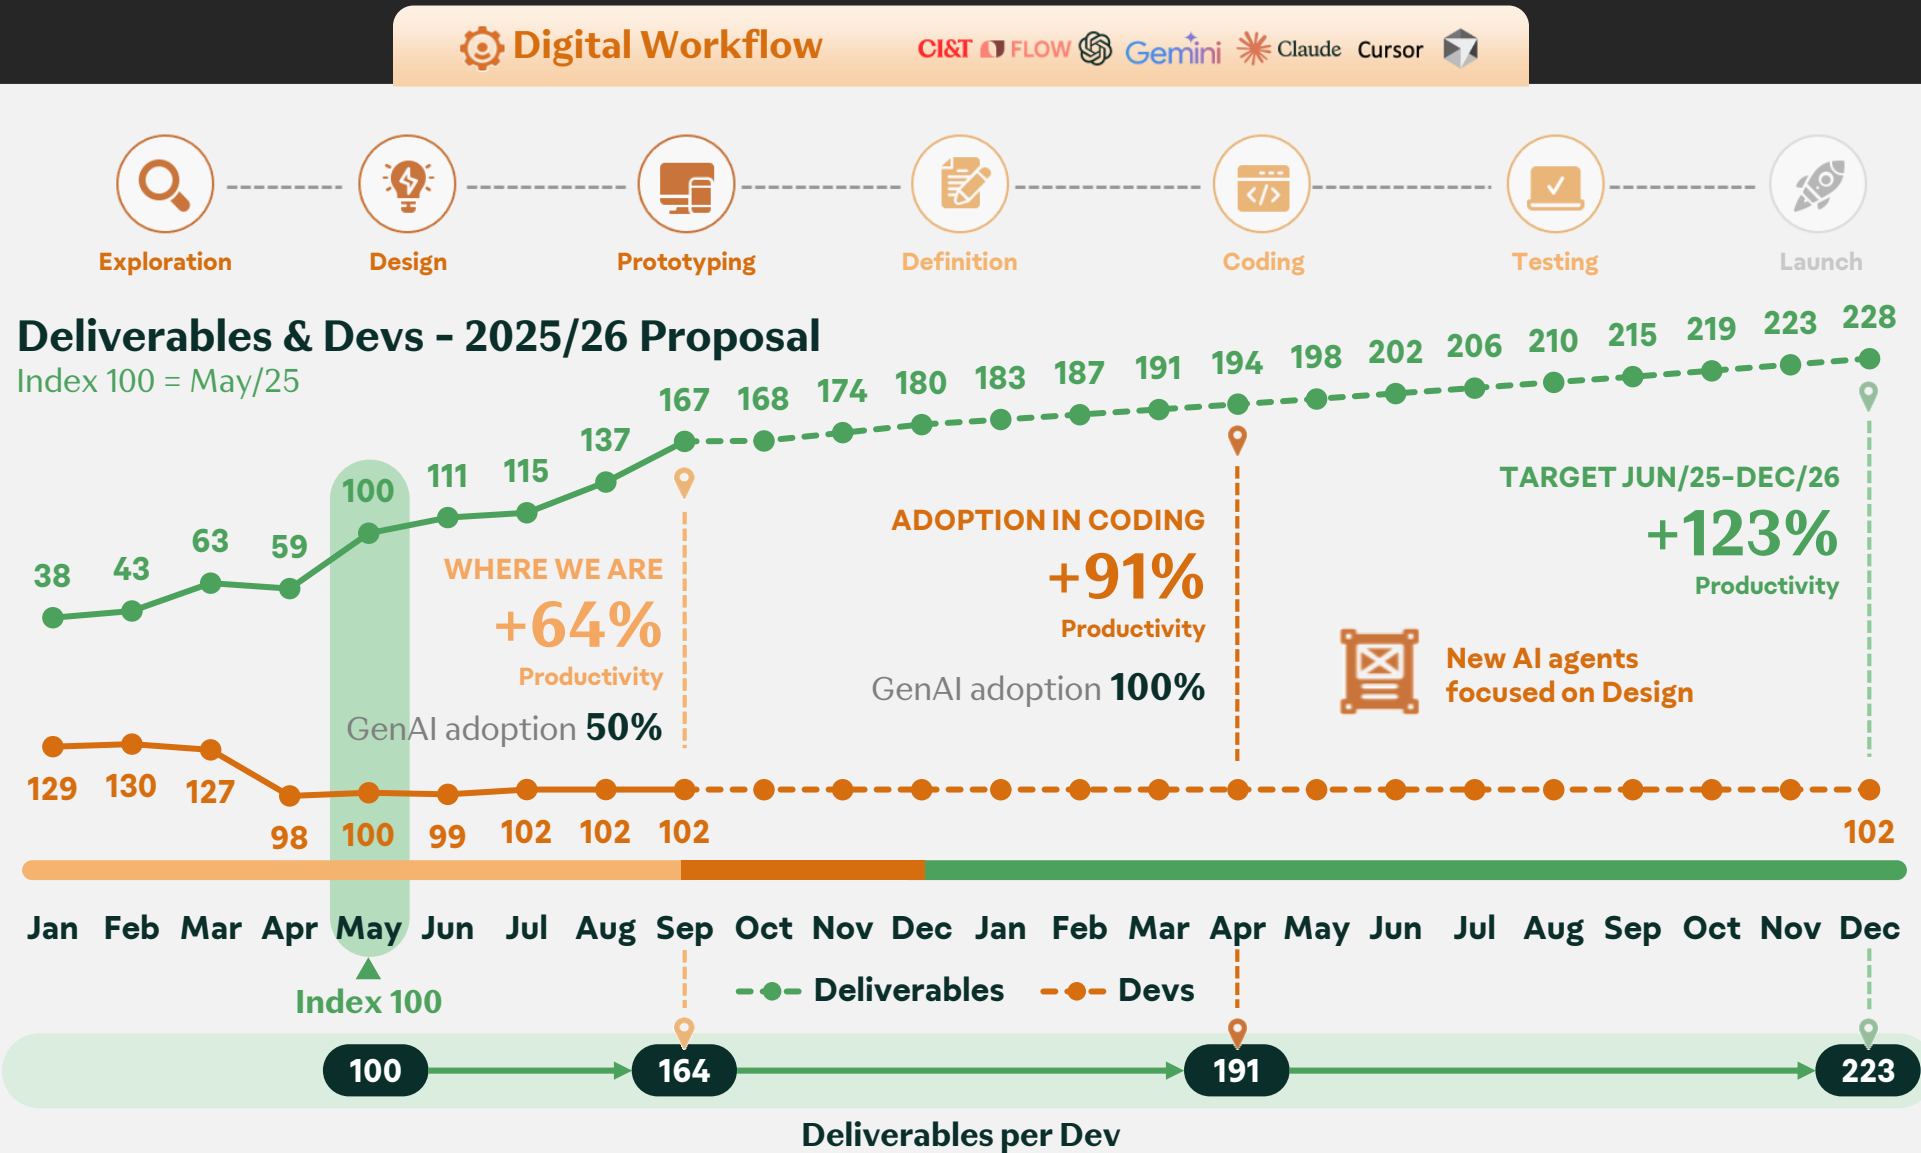 Digital Workflow
CI&T FLOW Gemini Claude Cursor
Exploration
Design
Prototyping
Definition
Coding
Testing
Launch
Deliverables & Devs - 2025/26 Proposal
Index 100 = May/25
38 43 63 59 100 111 115 137 167 168 174 180 183 187 191 194 198 202 206 210 215 219 223 228
WHERE WE ARE
+64%
Productivity
GenAI adoption 50%
ADOPTION IN CODING
+91%
Productivity
GenAI adoption 100%
TARGET JUN/25-DEC/26
+123%
Productivity
New AI agents
focused on Design
129 130 127 98 100 99 102 102 102 102
Jan Feb Mar Apr May Jun Jul Aug Sep Oct Nov Dec Jan Feb Mar Apr May Jun Jul Aug Sep Oct Nov Dec
Index 100
Deliverables Devs
100 164 191 223
Deliverables per Dev